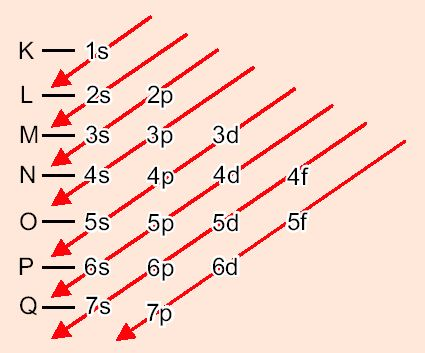 K — 1s
L — 2s 2p
M — 3s 3p 3d
N — 4s 4p 4d 4f
O — 5s 5p 5d 5f
P — 6s 6p 6d
Q — 7s 7p